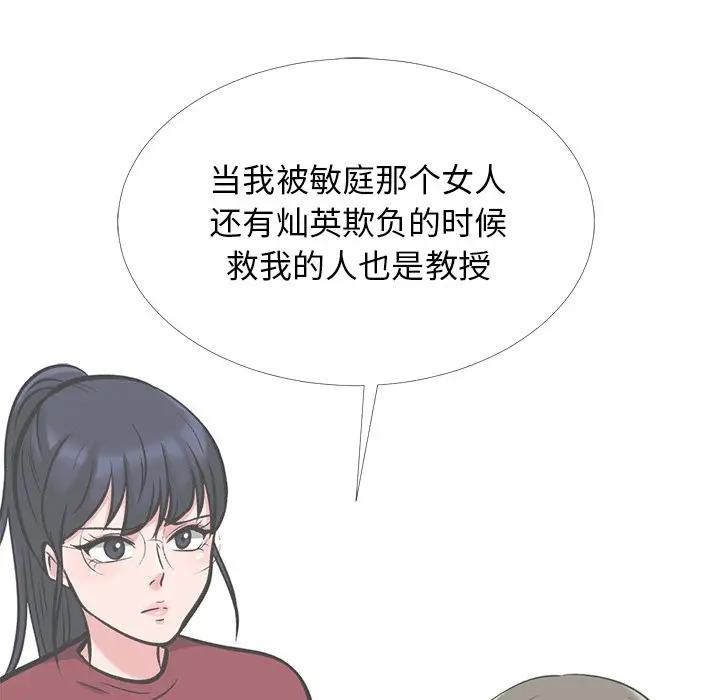 当我被敏庭那个女人
还有灿英欺负的时候
救我的人也是教授